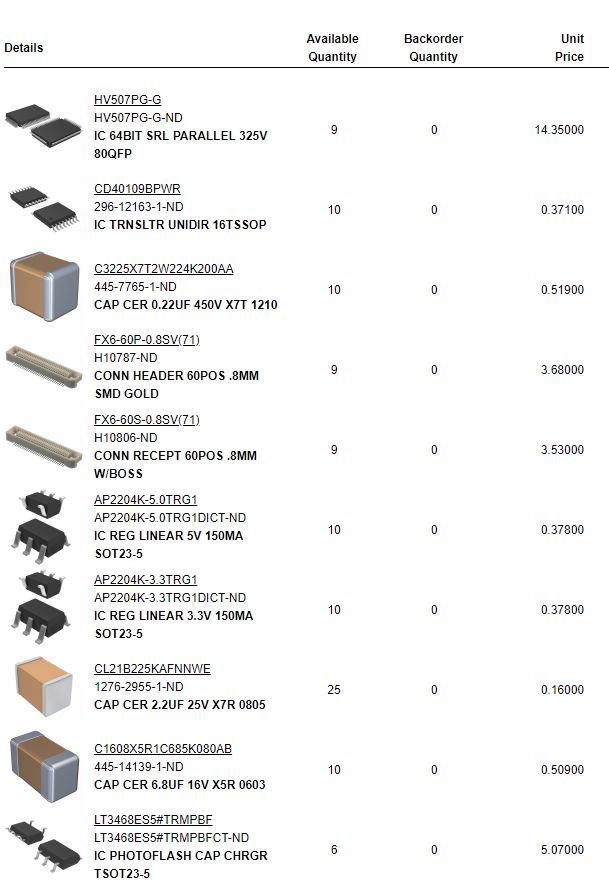 Details
Available Quantity
Backorder Quantity
Unit Price
HV507PG-G
HV507PG-G-ND
IC 64BIT SRL PARALLEL 325V
80QFP
9 0 14.35000
CD40109BPWR
296-12163-1-ND
IC TRNSLTR UNIDIR 16TSSOP
10 0 0.37100
C3225X7T2W224K200AA
445-7765-1-ND
CAP CER 0.22UF 450V X7T 1210
10 0 0.51900
FX6-60P-0.8SV(71)
H10787-ND
CONN HEADER 60POS .8MM
SMD GOLD
9 0 3.68000
FX6-60S-0.8SV(71)
H10806-ND
CONN RECEPT 60POS .8MM
W/BOSS
9 0 3.53000
AP2204K-5.0TRG1
AP2204K-5.0TRG1DICT-ND
IC REG LINEAR 5V 150MA
SOT23-5
10 0 0.37800
AP2204K-3.3TRG1
AP2204K-3.3TRG1DICT-ND
IC REG LINEAR 3.3V 150MA
SOT23-5
10 0 0.37800
CL21B225KAFNNWE
1276-2955-1-ND
CAP CER 2.2UF 25V X7R 0805
25 0 0.16000
C1608X5R1C685K080AB
445-14139-1-ND
CAP CER 6.8UF 16V X5R 0603
10 0 0.50900
LT3468ES5#TRMPBF
LT3468ES5#TRMPBFCT-ND
IC PHOTOFLASH CAP CHRGR
TSOT23-5
6 0 5.07000